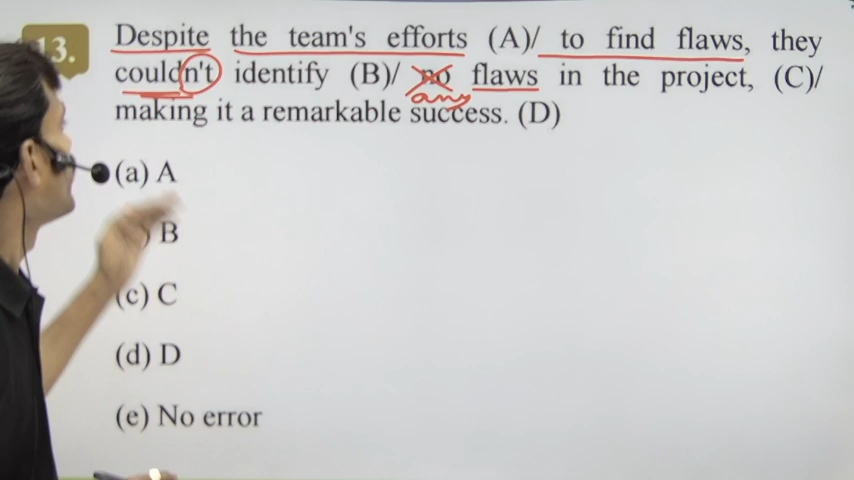 13.
Despite the team's efforts (A)/ to find flaws, they
couldn't identify (B)/ no flaws in the project, (C)/
any
making it a remarkable success. (D)
(a) A
) B
(c) C
(d) D
(e) No error